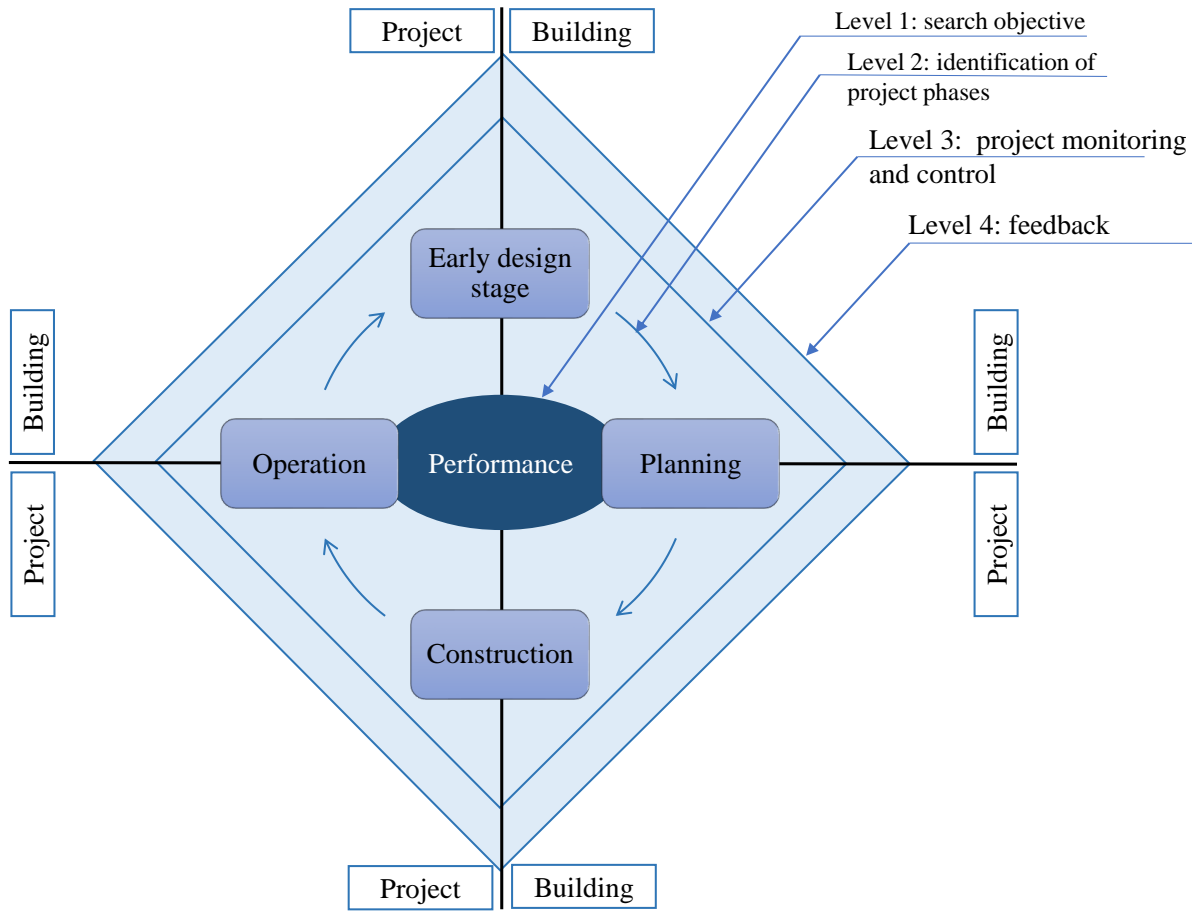 Project
Building
Level 1: search objective
Level 2: identification of
project phases
Level 3:  project monitoring
and control
Level 4: feedback
Early design
stage
Building
Building
Operation
Performance
Planning
Project
Project
Construction
Project
Building